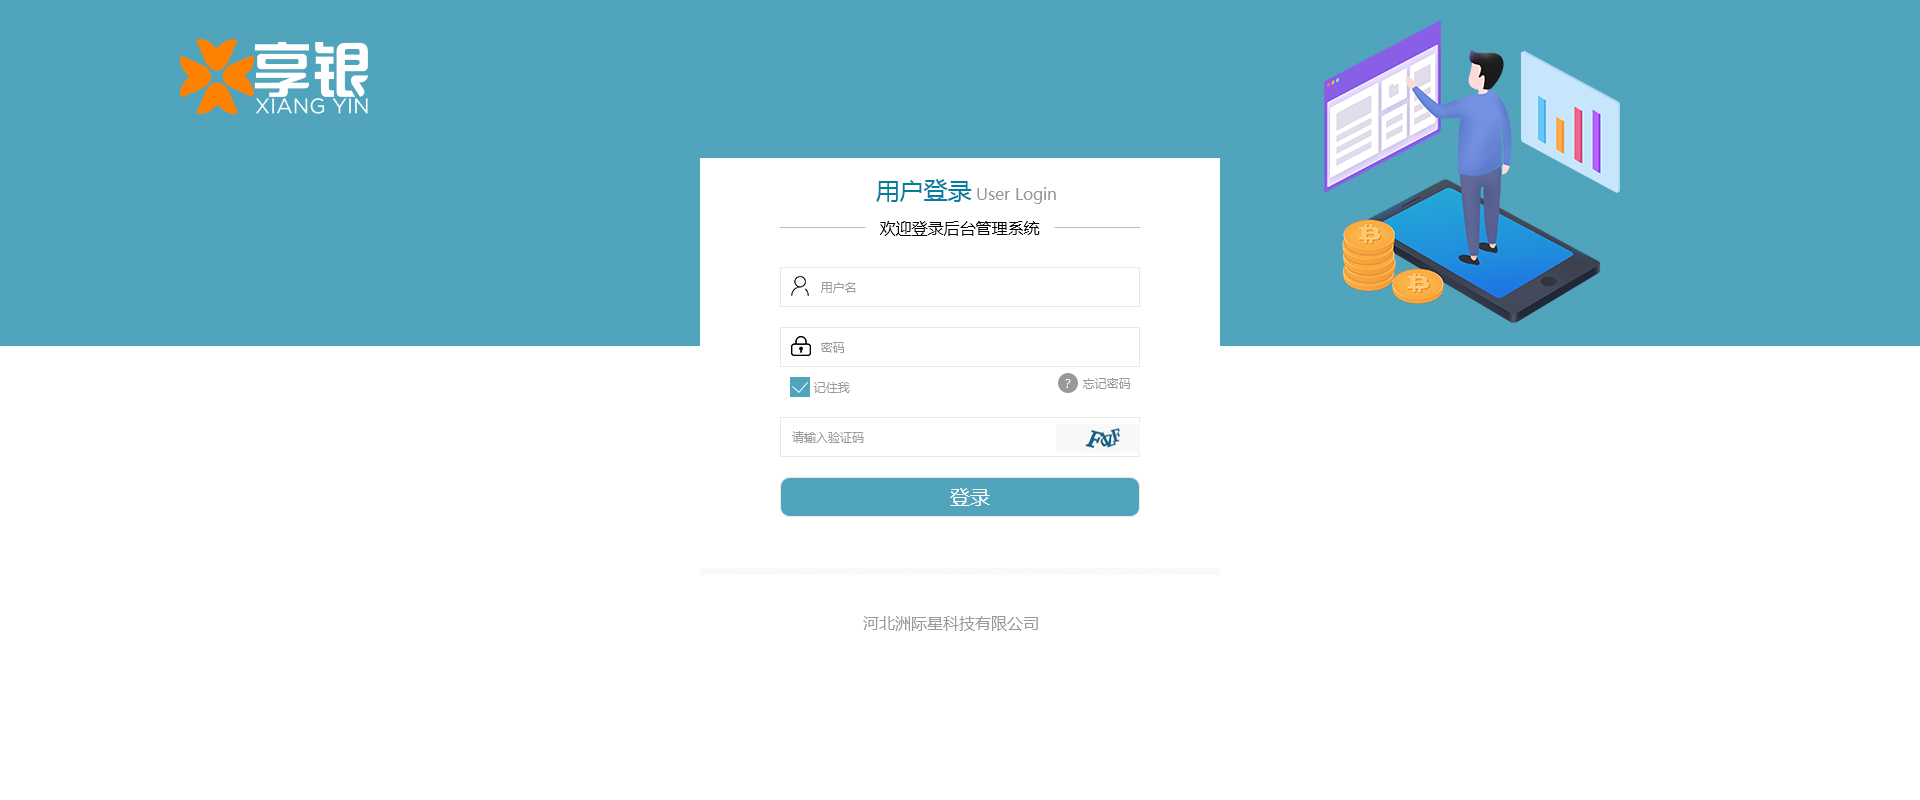 享银
XIANG YIN
用户登录 User Login
欢迎登录后台管理系统
用户名
密码
记住我
? 忘记密码
请输入验证码
登录
河北洲际星科技有限公司